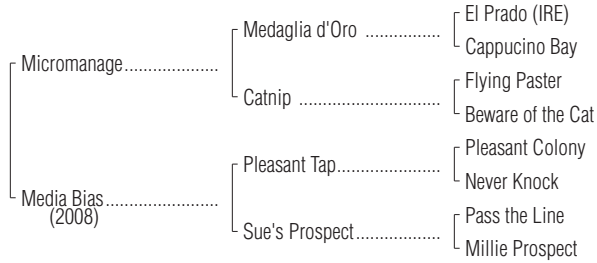 El Prado (IRE)
Medaglia d'Oro ................
Cappucino Bay
Micromanage....................
Flying Paster
Catnip ..............................
Beware of the Cat
Pleasant Colony
Pleasant Tap......................
Never Knock
Media Bias........................
(2008)
Pass the Line
Sue's Prospect..................
Millie Prospect